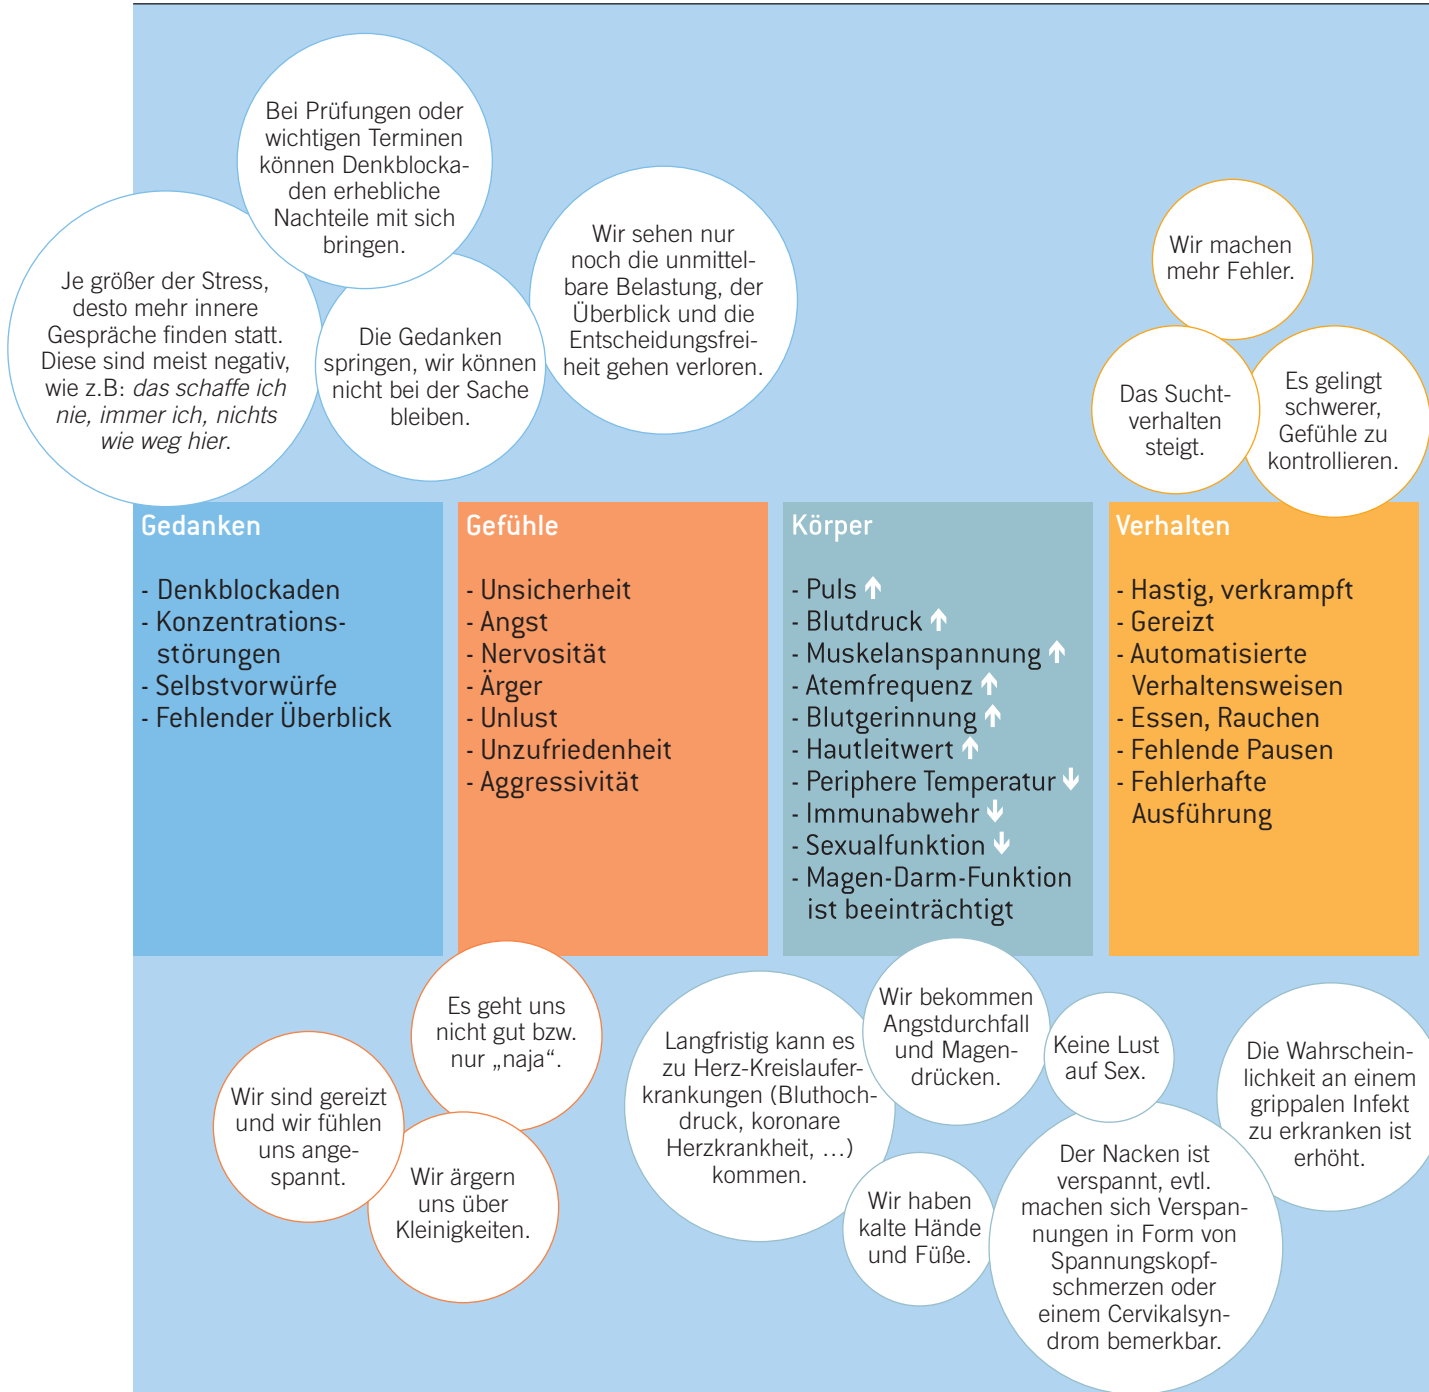 Bei Prüfungen oder
wichtigen Terminen
können Denkblocka-
den erhebliche
Nachteile mit sich
bringen.
Je größer der Stress,
desto mehr innere
Gespräche finden statt.
Diese sind meist negativ,
wie z.B: das schaffe ich
nie, immer ich, nichts
wie weg hier.
Die Gedanken
springen, wir können
nicht bei der Sache
bleiben.
Wir sehen nur
noch die unmittel-
bare Belastung, der
Überblick und die
Entscheidungsfrei-
heit gehen verloren.
Wir machen
mehr Fehler.
Das Sucht-
verhalten
steigt.
Es gelingt
schwerer,
Gefühle zu
kontrollieren.
Gedanken
- Denkblockaden
- Konzentrations-
störungen
- Selbstvorwürfe
- Fehlender Überblick
Gefühle
- Unsicherheit
- Angst
- Nervosität
- Ärger
- Unlust
- Unzufriedenheit
- Aggressivität
Körper
- Puls ↑
- Blutdruck ↑
- Muskelanspannung ↑
- Atemfrequenz ↑
- Blutgerinnung ↑
- Hautleitwert ↑
- Periphere Temperatur ↓
- Immunabwehr ↓
- Sexualfunktion ↓
- Magen-Darm-Funktion
ist beeinträchtigt
Verhalten
- Hastig, verkrampft
- Gereizt
- Automatisierte
Verhaltensweisen
- Essen, Rauchen
- Fehlende Pausen
- Fehlerhafte
Ausführung
Es geht uns
nicht gut bzw.
nur „naja“.
Wir sind gereizt
und wir fühlen
uns ange-
spannt.
Wir ärgern
uns über
Kleinigkeiten.
Langfristig kann es
zu Herz-Kreislaufer-
krankungen (Bluthoch-
druck, koronare
Herzkrankheit, …)
kommen.
Wir bekommen
Angstdurchfall
und Magen-
drücken.
Keine Lust
auf Sex.
Die Wahrschein-
lichkeit an einem
grippalen Infekt
zu erkranken ist
erhöht.
Wir haben
kalte Hände
und Füße.
Der Nacken ist
verspannt, evtl.
machen sich Verspan-
nungen in Form von
Spannungskopf-
schmerzen oder
einem Cervikalsyn-
drom bemerkbar.